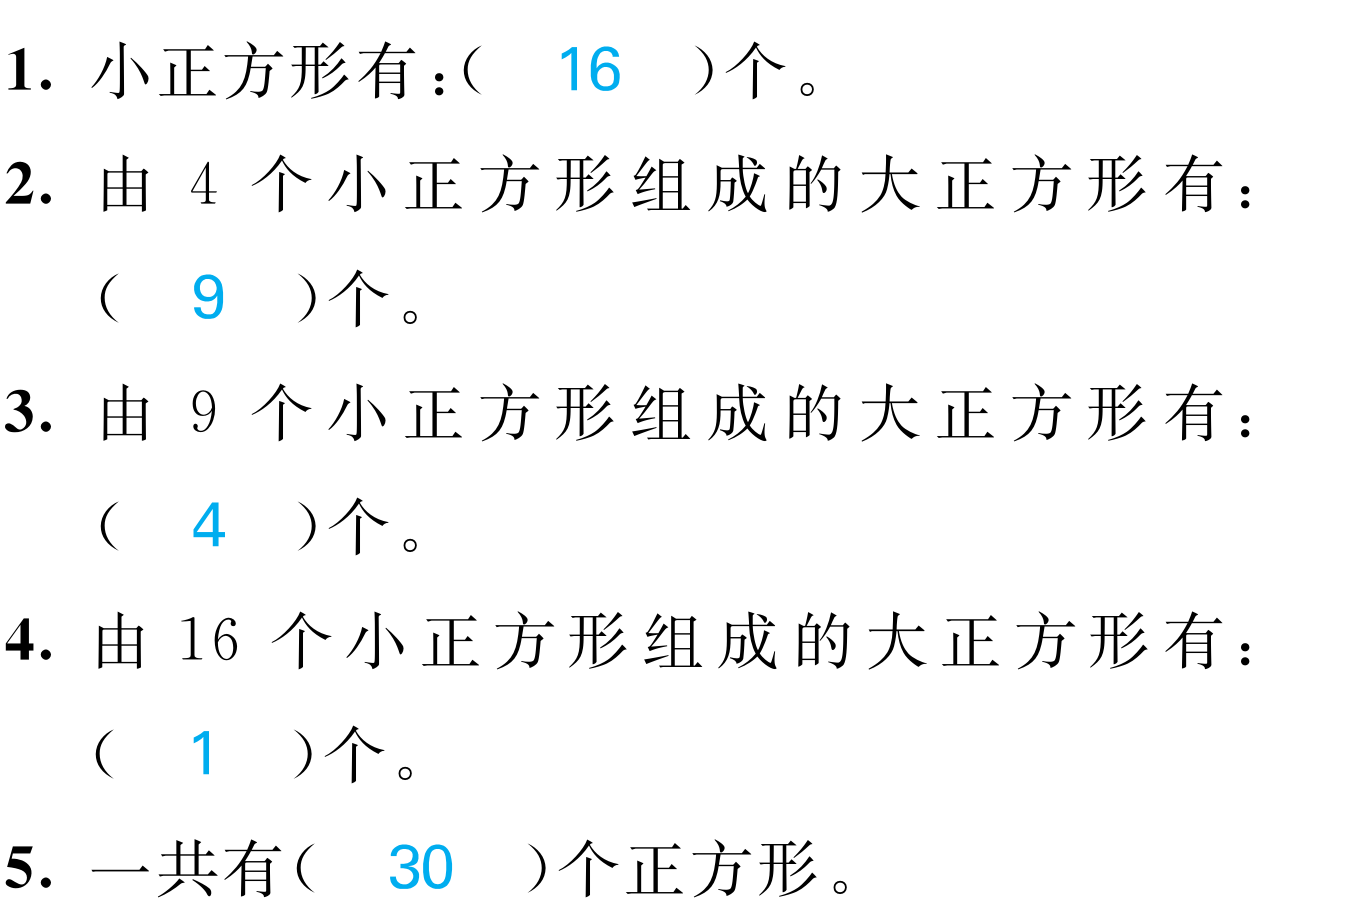 1. 小正方形有:( 16 )个。
2. 由 4 个小正方形组成的大正方形有:
( 9 )个。
3. 由 9 个小正方形组成的大正方形有:
( 4 )个。
4. 由 16 个小正方形组成的大正方形有:
( 1 )个。
5. 一共有( 30 )个正方形。